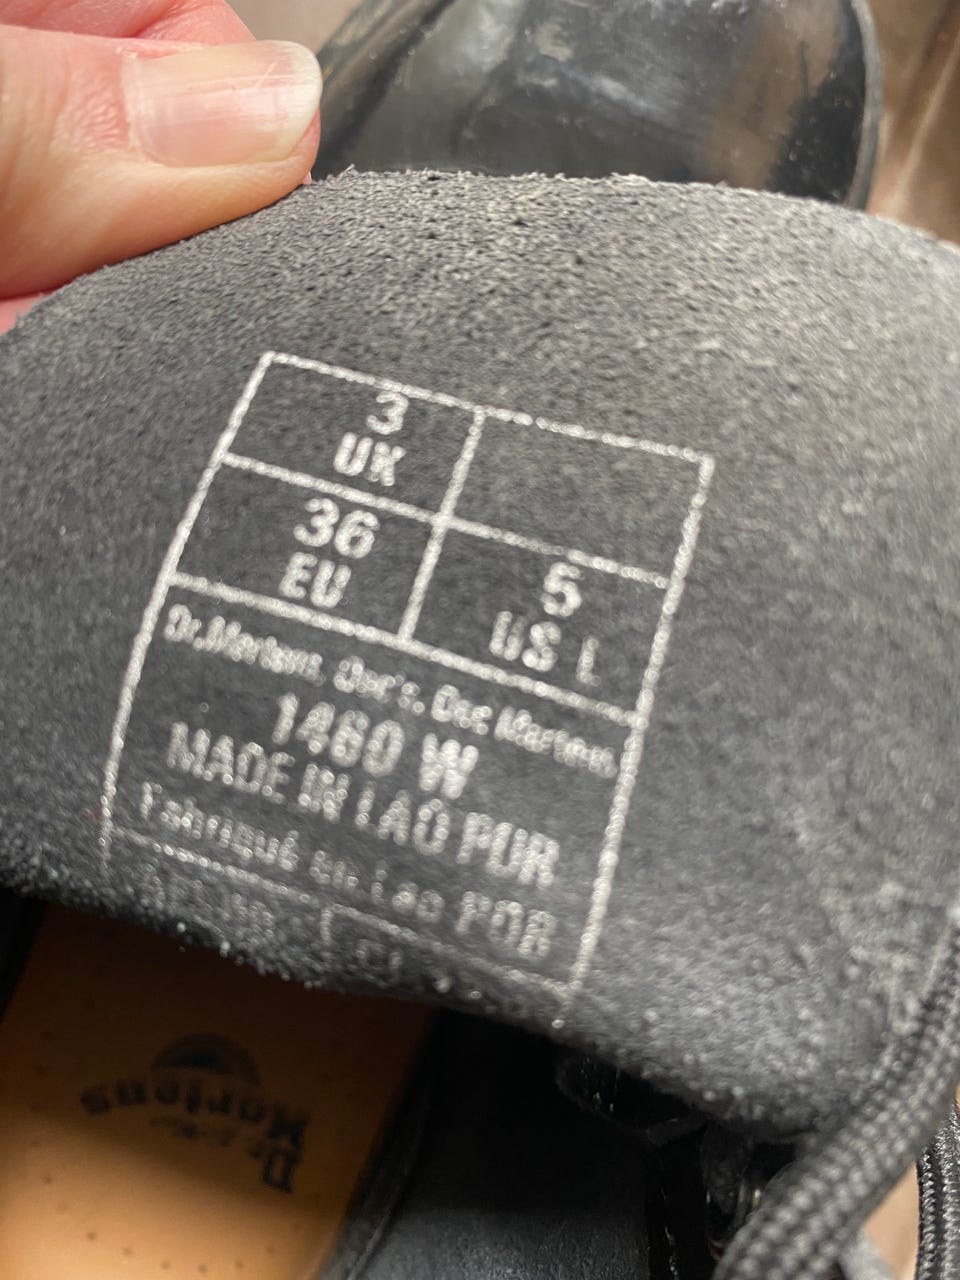 3
UK
36
EU
5
US L
Dr.Martens, Doc's, Doc Martens
1460 W
MADE IN LAO PDR
Fabriqué en Lao PDR
Dr.
Martens